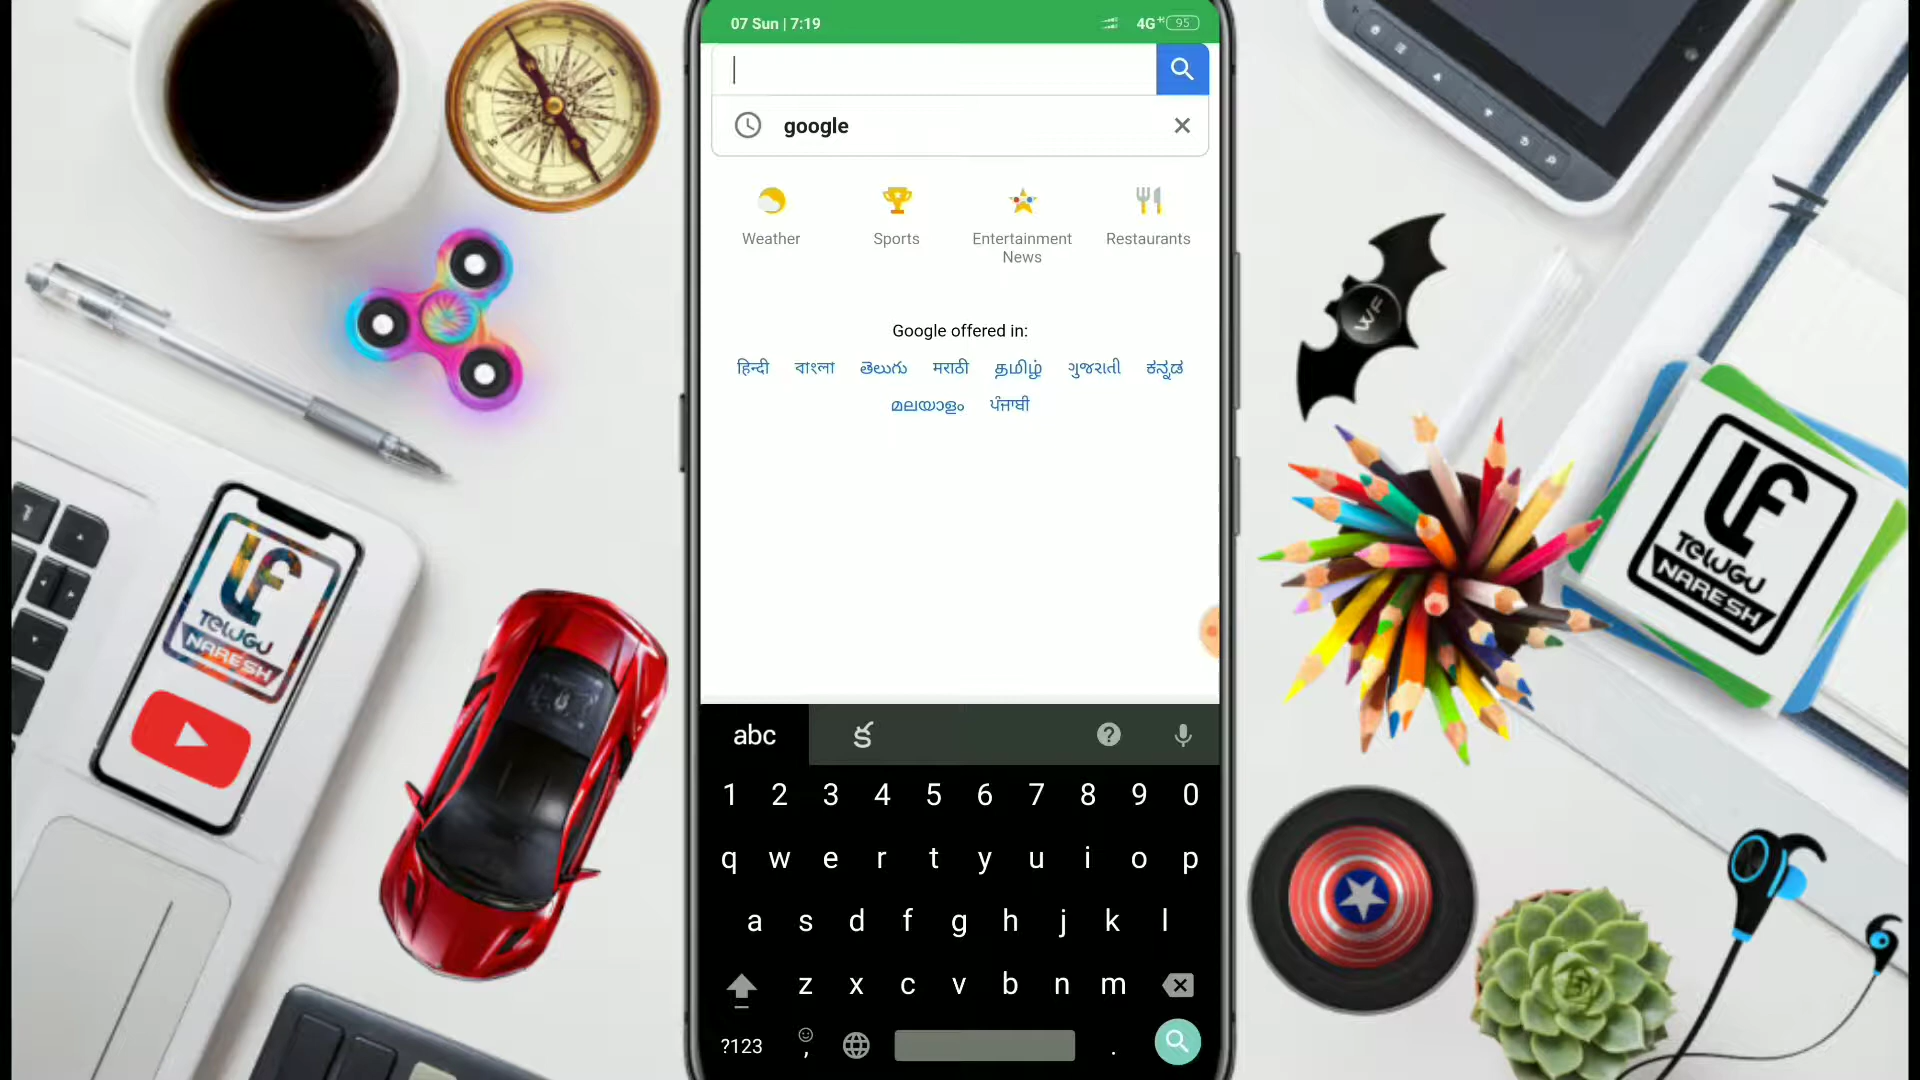 07 Sun | 7:19
4G+
95
google
Weather
Sports
Entertainment
News
Restaurants
Google offered in:
हिन्दी বাংলা తెలుగు मराठी தமிழ் ગુજરાતી ಕನ್ನಡ
മലയാളം ਪੰਜਾਬੀ
WF
TELUGU
NARESH
TELUGU
NARESH
abc
క
1 2 3 4 5 6 7 8 9 0
q w e r t y u i o p
a s d f g h j k l
z x c v b n m
?123 , .